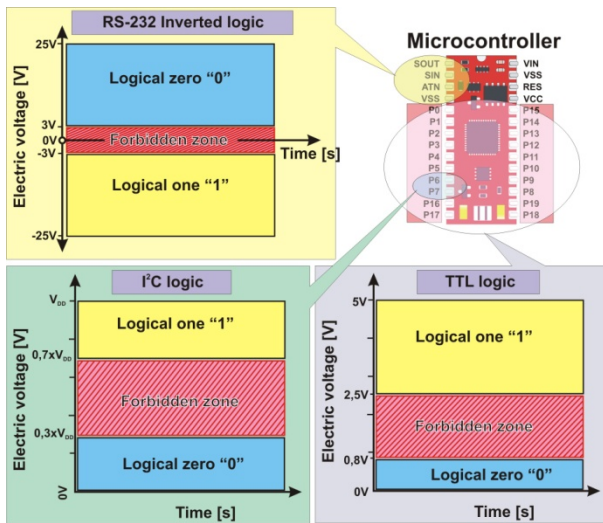 RS-232 Inverted logic
Electric voltage [V]
25V
Logical zero “0”
3V
Forbidden zone
0V
-3V
Time [s]
Logical one “1”
-25V
Microcontroller
SOUT VIN
SIN VSS
ATN RES
VSS VCC
P0 P15
P1 P14
P2 P13
P3 P12
P4 P11
P5 P10
P6 P9
P7 P8
P16 P19
P17 P18
I²C logic
Electric voltage [V]
VDD
Logical one “1”
0,7xVDD
Forbidden zone
0,3xVDD
Logical zero “0”
0V
Time [s]
TTL logic
Electric voltage [V]
5V
Logical one “1”
2,5V
Forbidden zone
0,8V
Logical zero “0”
0V
Time [s]